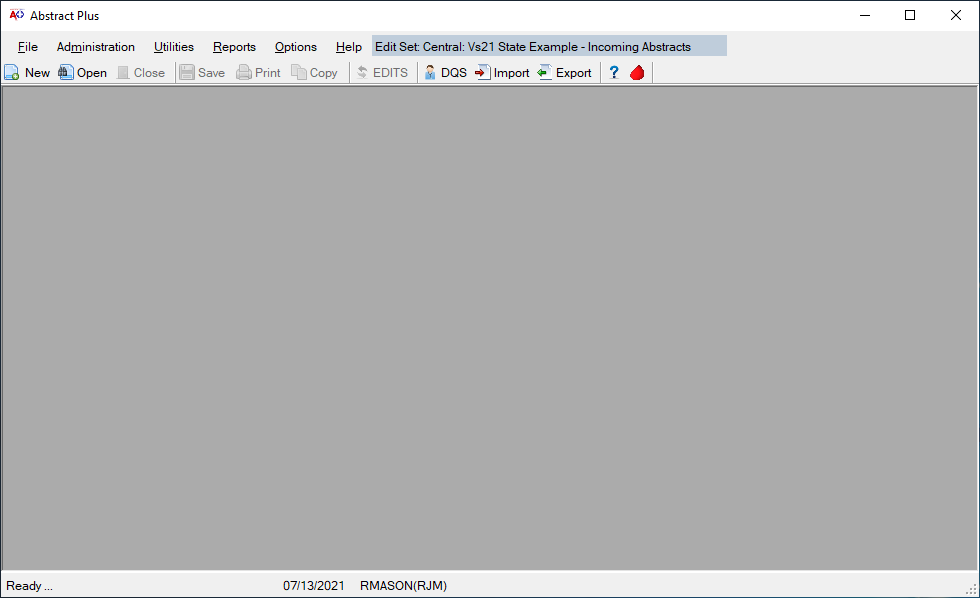 Abstract Plus
File Administration Utilities Reports Options Help Edit Set: Central: Vs21 State Example - Incoming Abstracts
New Open Close Save Print Copy EDITS DQS Import Export ?
Ready ... 07/13/2021 RMASON(RJM)